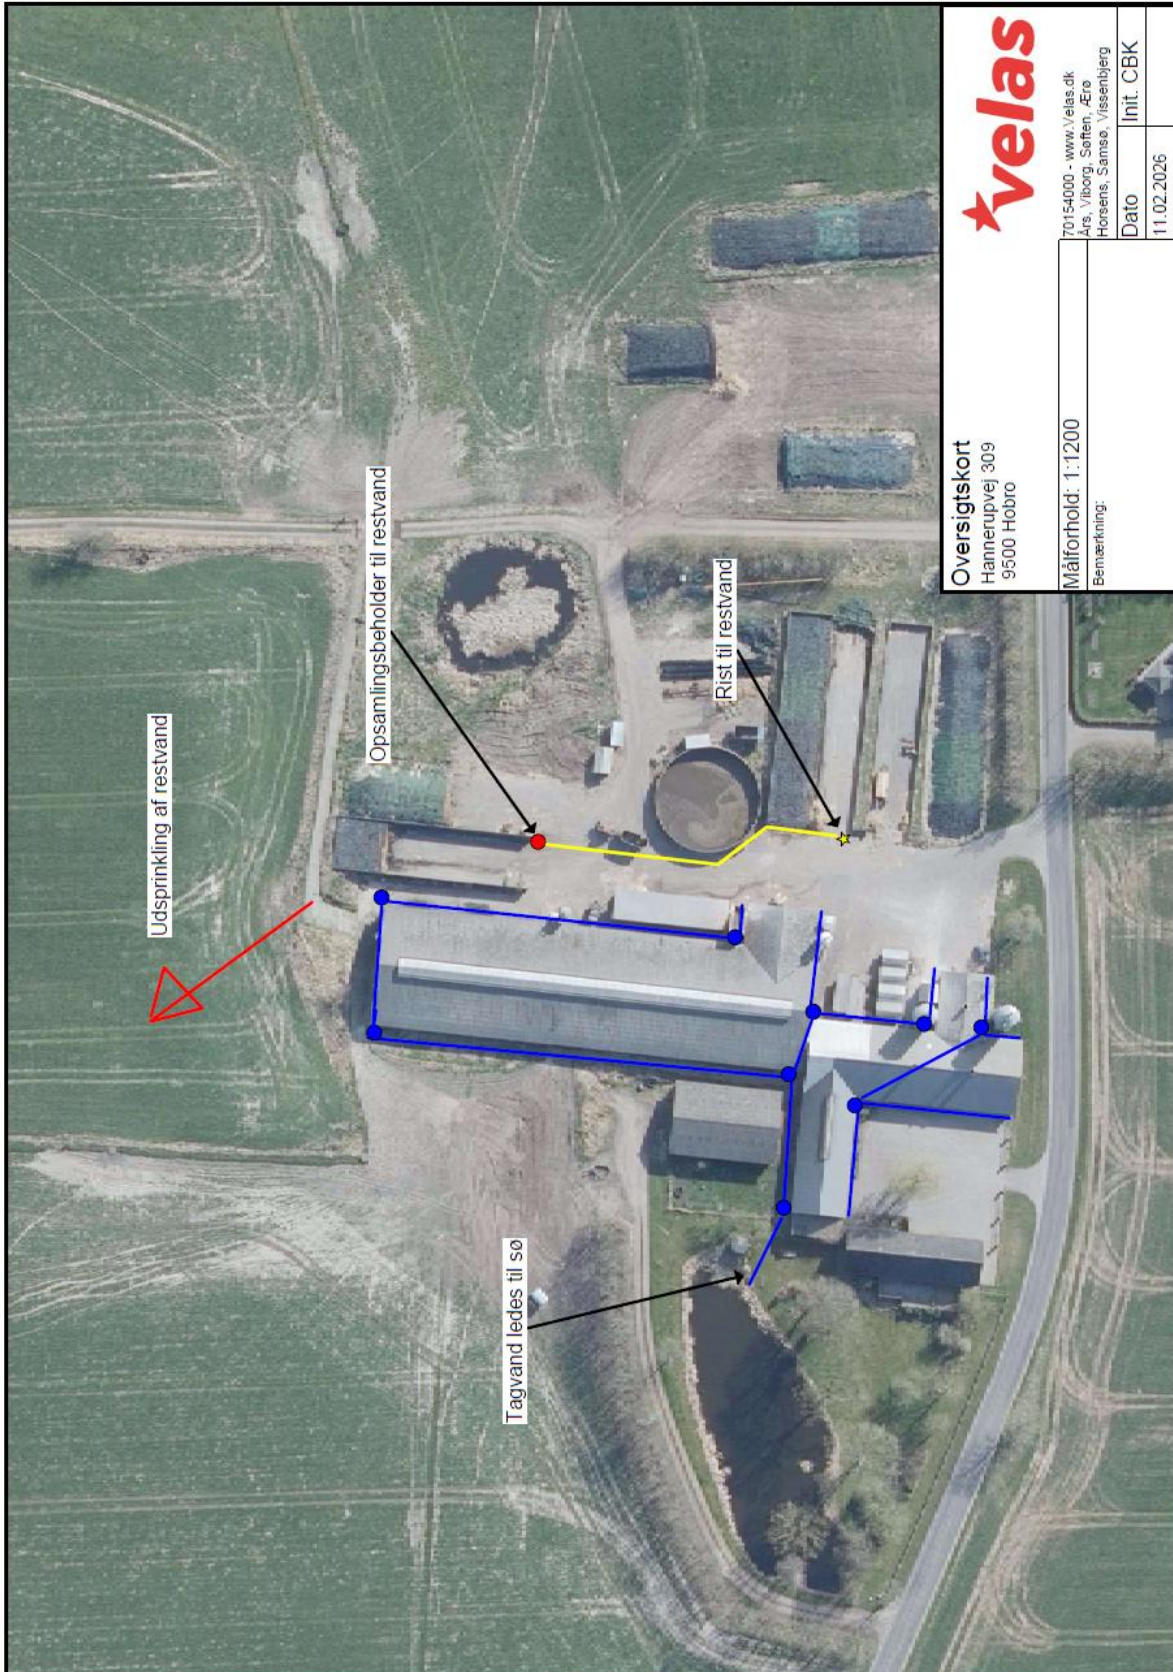 Udsprinkling af restvand
Opsamlingsbeholder til restvand
Rist til restvand
Tagvand ledes til sø
Oversigtskort
Hannerupvej 309
9500 Hobro
velas
Målforhold: 1:1200
Bemærkning:
70154000 - www.Velas.dk
Års, Viborg, Søften, Ærø
Horsens, Samsø, Vissenbjerg
Dato
Init. CBK
11.02.2026